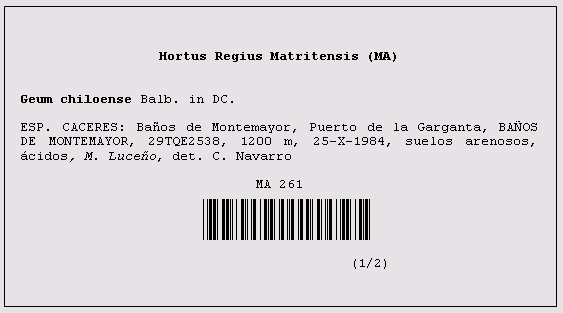 Hortus Regius Matritensis (MA)
Geum chiloense Balb. in DC.
ESP. CACERES: Baños de Montemayor, Puerto de la Garganta, BAÑOS
DE MONTEMAYOR, 29TQE2538, 1200 m, 25-X-1984, suelos arenosos,
ácidos, M. Luceño, det. C. Navarro
MA 261
(1/2)